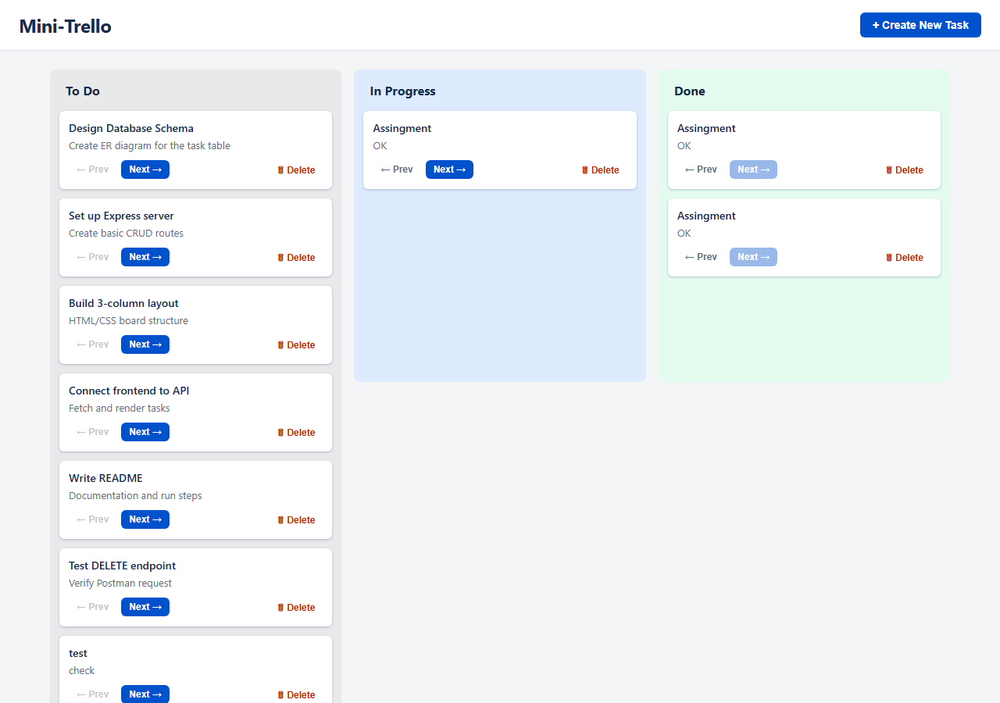 Mini-Trello
+ Create New Task
To Do
Design Database Schema
Create ER diagram for the task table
← Prev Next → Delete
Set up Express server
Create basic CRUD routes
← Prev Next → Delete
Build 3-column layout
HTML/CSS board structure
← Prev Next → Delete
Connect frontend to API
Fetch and render tasks
← Prev Next → Delete
Write README
Documentation and run steps
← Prev Next → Delete
Test DELETE endpoint
Verify Postman request
← Prev Next → Delete
test
check
← Prev Next → Delete
In Progress
Assingment
OK
← Prev Next → Delete
Done
Assingment
OK
← Prev Next → Delete
Assingment
OK
← Prev Next → Delete